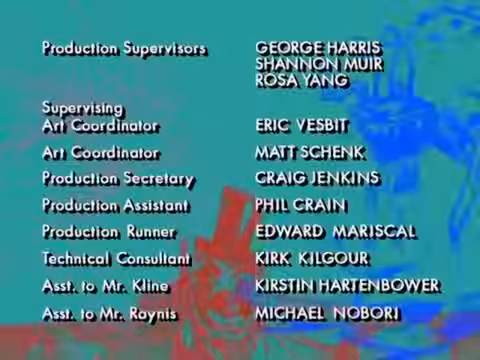 Production Supervisors GEORGE HARRIS
SHANNON MUIR
ROSA YANG
Supervising
Art Coordinator ERIC VESBIT
Art Coordinator MATT SCHENK
Production Secretary CRAIG JENKINS
Production Assistant PHIL CRAIN
Production Runner EDWARD MARISCAL
Technical Consultant KIRK KILGOUR
Asst. to Mr. Kline KIRSTIN HARTENBOWER
Asst. to Mr. Raynis MICHAEL NOBORI